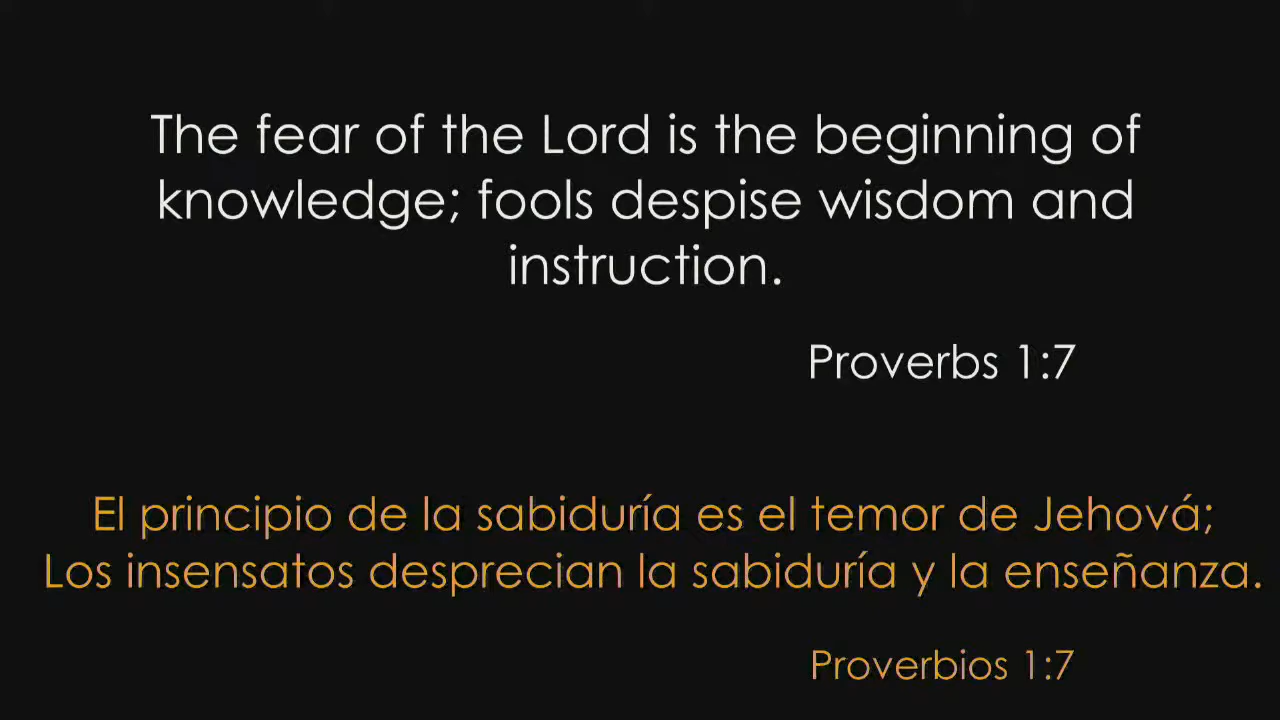 The fear of the Lord is the beginning of
knowledge; fools despise wisdom and
instruction.
Proverbs 1:7
El principio de la sabiduría es el temor de Jehová;
Los insensatos desprecian la sabiduría y la enseñanza.
Proverbios 1:7